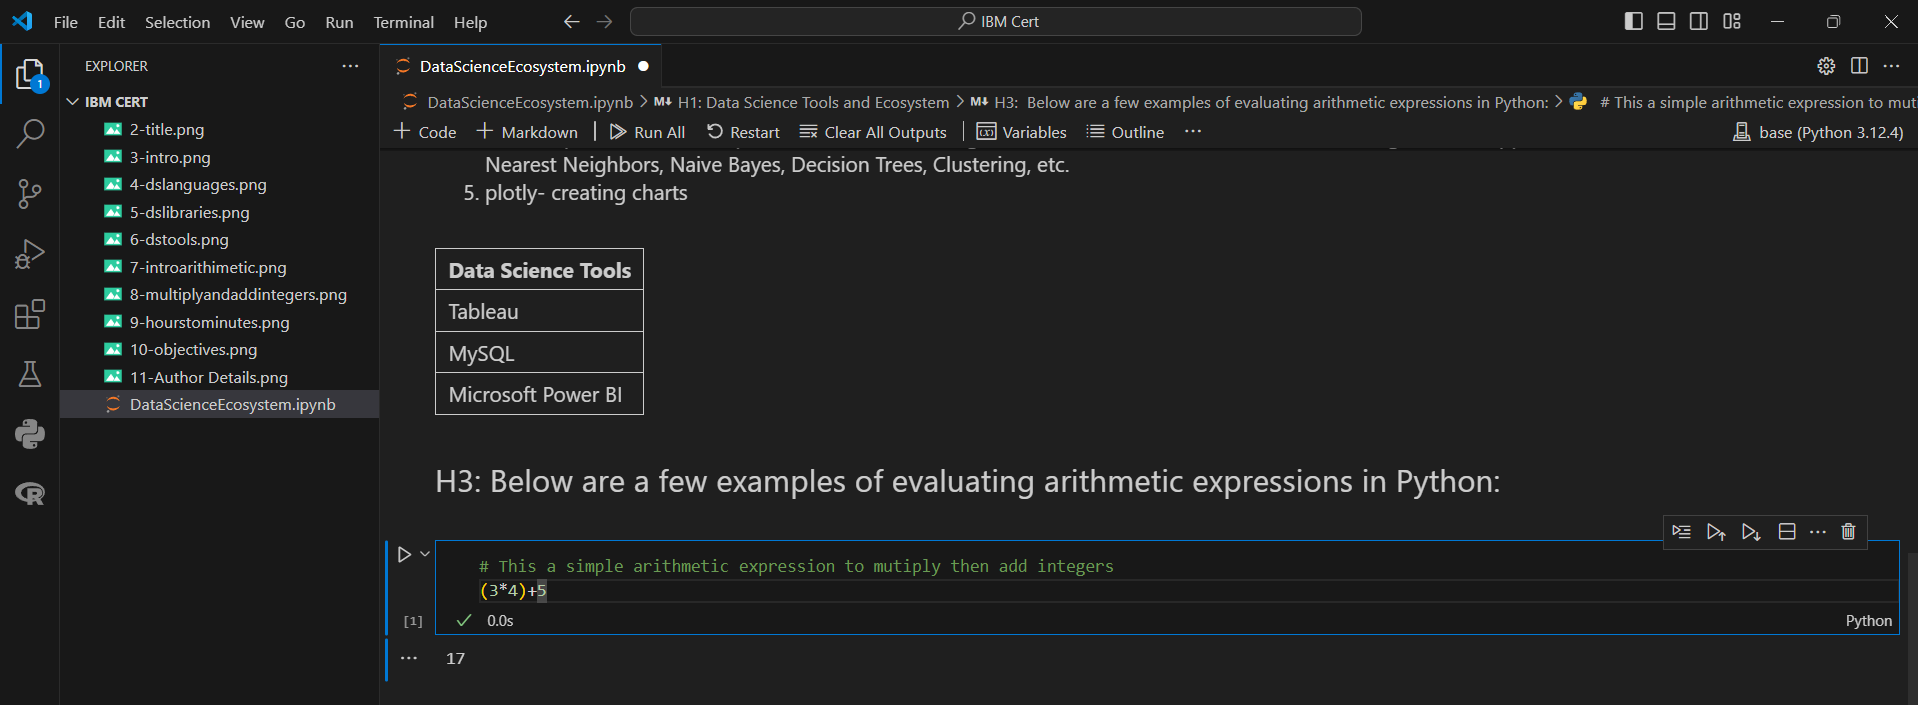 File Edit Selection View Go Run Terminal Help
IBM Cert
EXPLORER
IBM CERT
2-title.png
3-intro.png
4-dslanguages.png
5-dslibraries.png
6-dstools.png
7-introarithimetic.png
8-multiplyandaddintegers.png
9-hourstominutes.png
10-objectives.png
11-Author Details.png
DataScienceEcosystem.ipynb
1
DataScienceEcosystem.ipynb
DataScienceEcosystem.ipynb > M↓ H1: Data Science Tools and Ecosystem > M↓ H3: Below are a few examples of evaluating arithmetic expressions in Python: > # This a simple arithmetic expression to mut
+ Code + Markdown | Run All Restart Clear All Outputs | Variables Outline ... base (Python 3.12.4)
Nearest Neighbors, Naive Bayes, Decision Trees, Clustering, etc.
5. plotly- creating charts
Data Science Tools
Tableau
MySQL
Microsoft Power BI
H3: Below are a few examples of evaluating arithmetic expressions in Python:
# This a simple arithmetic expression to mutiply then add integers
(3*4)+5
[1] 0.0s Python
17